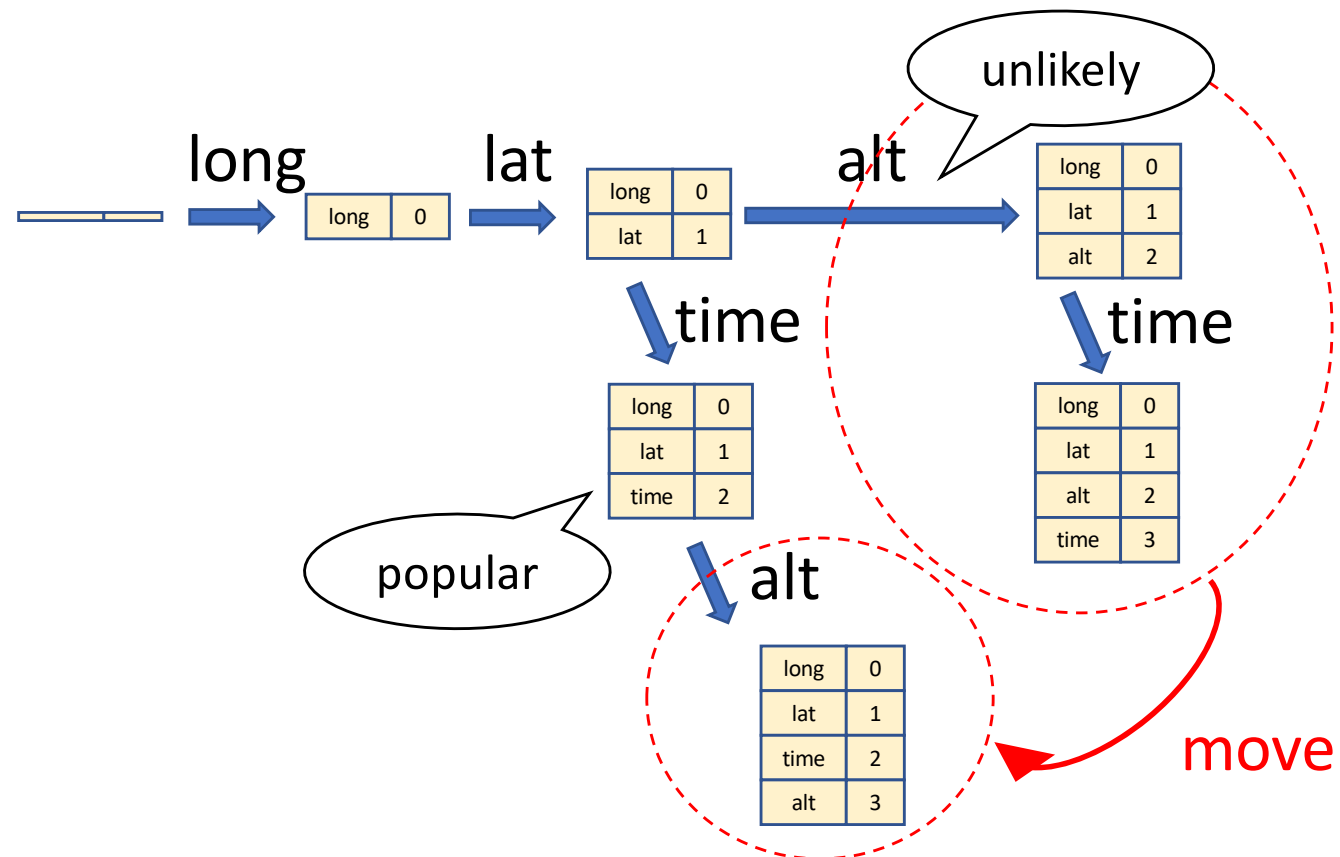 unlikely
long
lat
alt
long 0
long 0
lat 1
long 0
lat 1
alt 2
time
time
long 0
lat 1
time 2
long 0
lat 1
alt 2
time 3
popular
alt
long 0
lat 1
time 2
alt 3
move